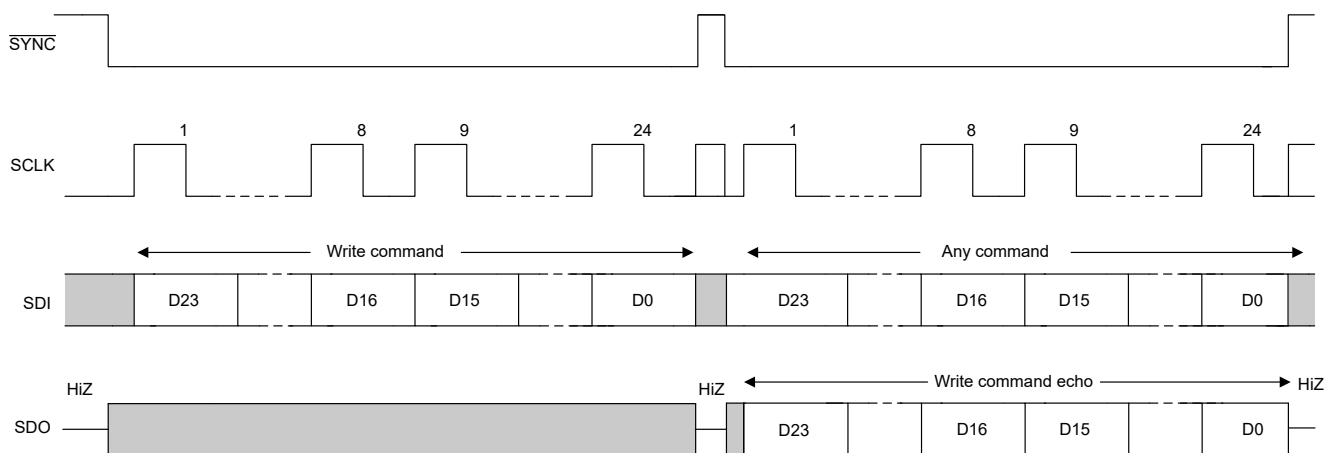 SYNC
1 8 9 24 1 8 9 24
SCLK
Write command Any command
SDI D23 D16 D15 D0 D23 D16 D15 D0
HiZ HiZ Write command echo HiZ
SDO D23 D16 D15 D0